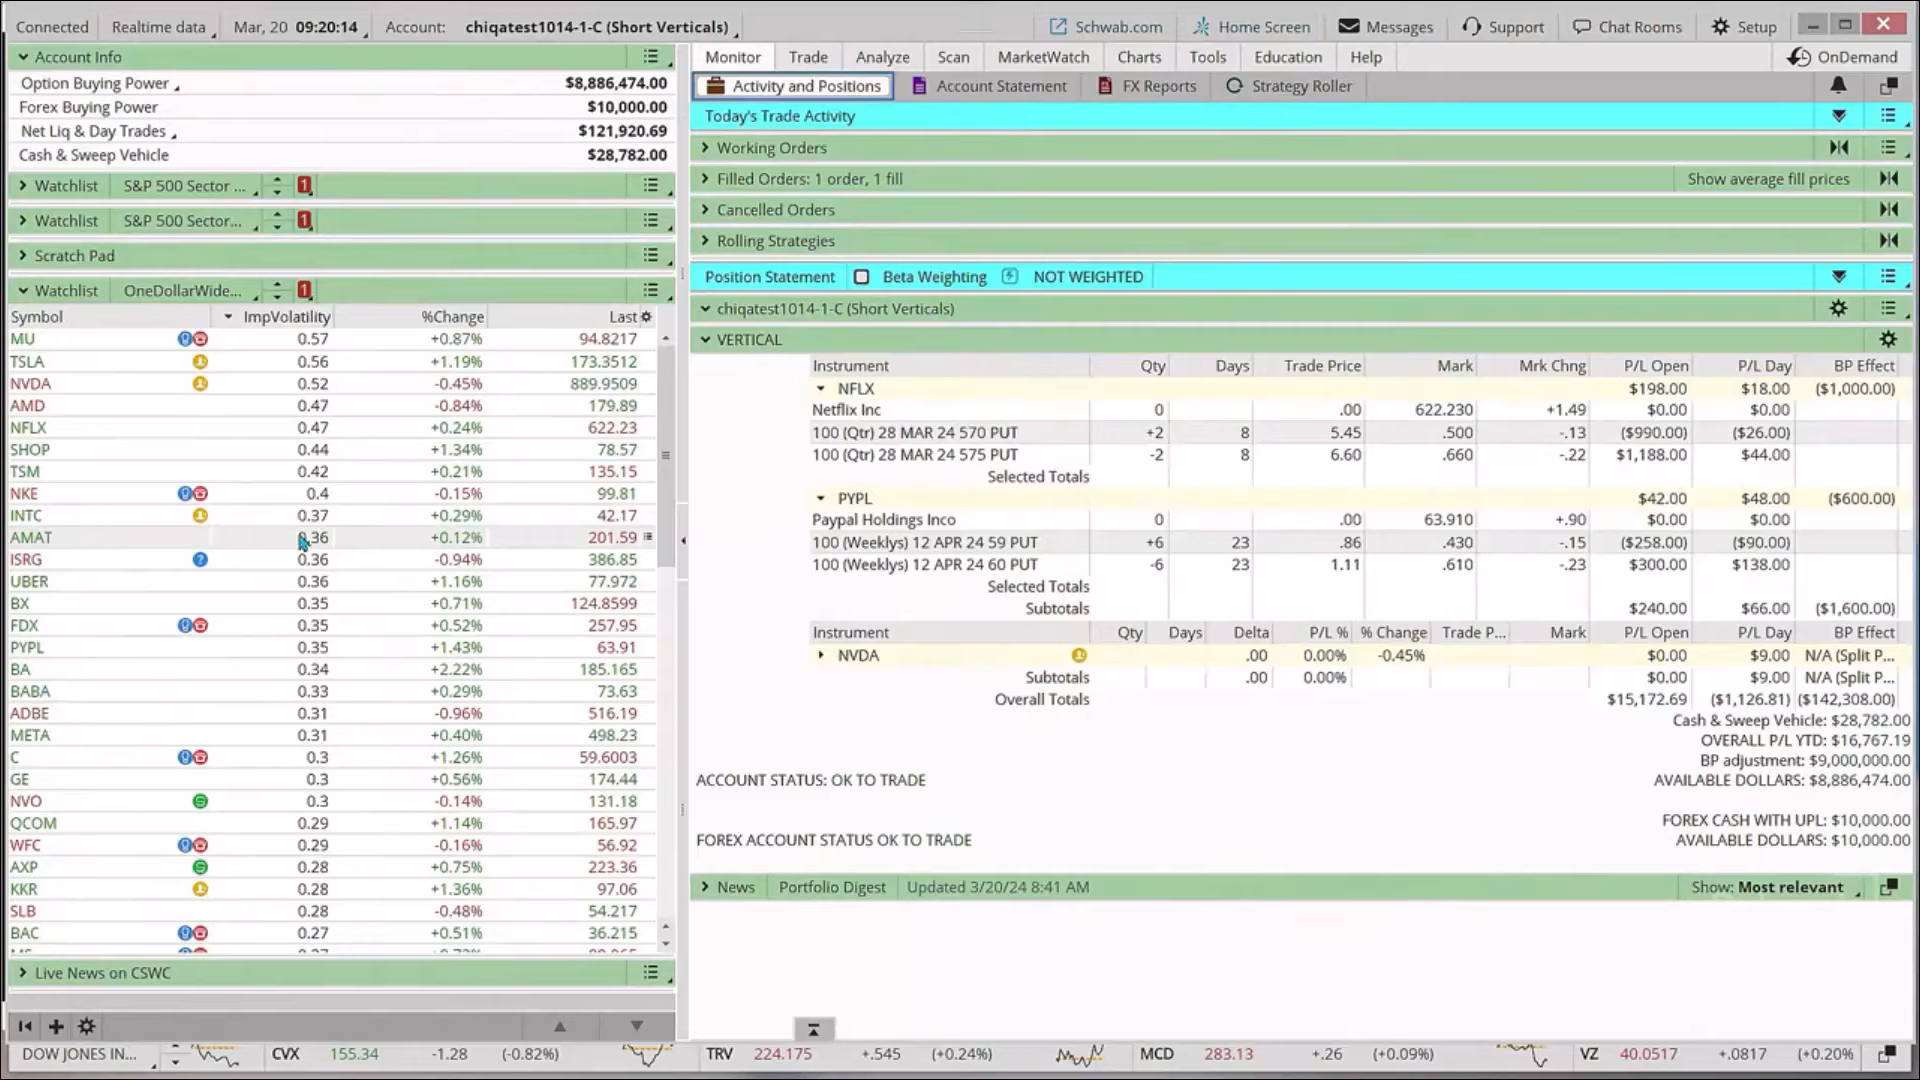 Connected Realtime data Mar, 20 09:20:14 Account: chiqatest1014-1-C (Short Verticals) Schwab.com Home Screen Messages Support Chat Rooms Setup
Account Info
Option Buying Power $8,886,474.00
Forex Buying Power $10,000.00
Net Liq & Day Trades $121,920.69
Cash & Sweep Vehicle $28,782.00
Watchlist S&P 500 Sector ... 1
Watchlist S&P 500 Sector... 1
Scratch Pad
Watchlist OneDollarWide... 1
Symbol ImpVolatility %Change Last
MU 0.57 +0.87% 94.8217
TSLA 0.56 +1.19% 173.3512
NVDA 0.52 -0.45% 889.9509
AMD 0.47 -0.84% 179.89
NFLX 0.47 +0.24% 622.23
SHOP 0.44 +1.34% 78.57
TSM 0.42 +0.21% 135.15
NKE 0.4 -0.15% 99.81
INTC 0.37 +0.29% 42.17
AMAT 0.36 +0.12% 201.59
ISRG 0.36 -0.94% 386.85
UBER 0.36 +1.16% 77.972
BX 0.35 +0.71% 124.8599
FDX 0.35 +0.52% 257.95
PYPL 0.35 +1.43% 63.91
BA 0.34 +2.22% 185.165
BABA 0.33 +0.29% 73.63
ADBE 0.31 -0.96% 516.19
META 0.31 +0.40% 498.23
C 0.3 +1.26% 59.6003
GE 0.3 +0.56% 174.44
NVO 0.3 -0.14% 131.18
QCOM 0.29 +1.14% 165.97
WFC 0.29 -0.16% 56.92
AXP 0.28 +0.75% 223.36
KKR 0.28 +1.36% 97.06
SLB 0.28 -0.48% 54.217
BAC 0.27 +0.51% 36.215
Live News on CSWC
Monitor Trade Analyze Scan MarketWatch Charts Tools Education Help OnDemand
Activity and Positions Account Statement FX Reports Strategy Roller
Today's Trade Activity
Working Orders
Filled Orders: 1 order, 1 fill Show average fill prices
Cancelled Orders
Rolling Strategies
Position Statement Beta Weighting NOT WEIGHTED
chiqatest1014-1-C (Short Verticals)
VERTICAL
Instrument Qty Days Trade Price Mark Mrk Chng P/L Open P/L Day BP Effect
NFLX $198.00 $18.00 ($1,000.00)
Netflix Inc 0 .00 622.230 +1.49 $0.00 $0.00
100 (Qtr) 28 MAR 24 570 PUT +2 8 5.45 .500 -.13 ($990.00) ($26.00)
100 (Qtr) 28 MAR 24 575 PUT -2 8 6.60 .660 -.22 $1,188.00 $44.00
Selected Totals
PYPL $42.00 $48.00 ($600.00)
Paypal Holdings Inco 0 .00 63.910 +.90 $0.00 $0.00
100 (Weeklys) 12 APR 24 59 PUT +6 23 .86 .430 -.15 ($258.00) ($90.00)
100 (Weeklys) 12 APR 24 60 PUT -6 23 1.11 .610 -.23 $300.00 $138.00
Selected Totals
Subtotals $240.00 $66.00 ($1,600.00)
Instrument Qty Days Delta P/L % % Change Trade P... Mark P/L Open P/L Day BP Effect
NVDA .00 0.00% -0.45% $0.00 $9.00 N/A (Split P...
Subtotals .00 0.00% $0.00 $9.00 N/A (Split P...
Overall Totals $15,172.69 ($1,126.81) ($142,308.00)
Cash & Sweep Vehicle: $28,782.00
OVERALL P/L YTD: $16,767.19
BP adjustment: $9,000,000.00
ACCOUNT STATUS: OK TO TRADE AVAILABLE DOLLARS: $8,886,474.00
FOREX CASH WITH UPL: $10,000.00
FOREX ACCOUNT STATUS OK TO TRADE AVAILABLE DOLLARS: $10,000.00
News Portfolio Digest Updated 3/20/24 8:41 AM Show: Most relevant
DOW JONES IN... CVX 155.34 -1.28 (-0.82%) TRV 224.175 +.545 (+0.24%) MCD 283.13 +.26 (+0.09%) VZ 40.0517 +.0817 (+0.20%